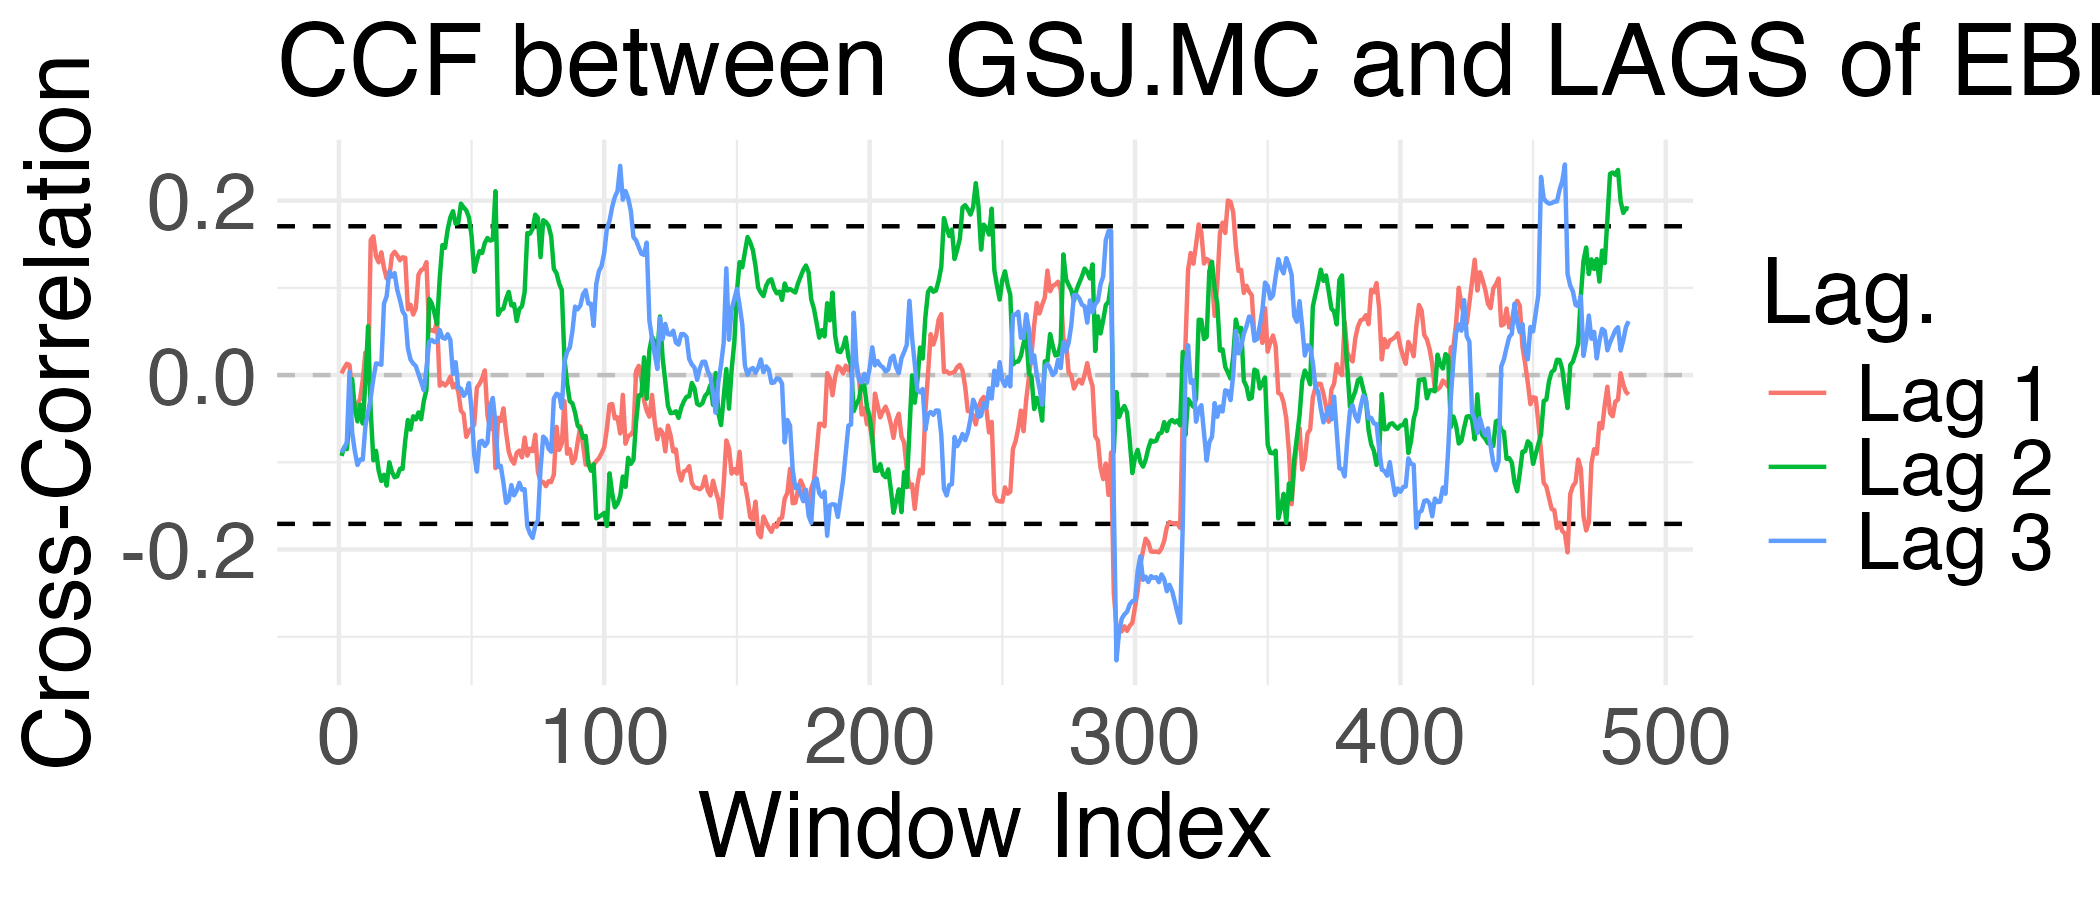 CCF between GSJ.MC and LAGS of
Cross-Correlation
0.2
0.0
-0.2
0 100 200 300 400 500
Window Index
Lag.
Lag 1
Lag 2
Lag 3